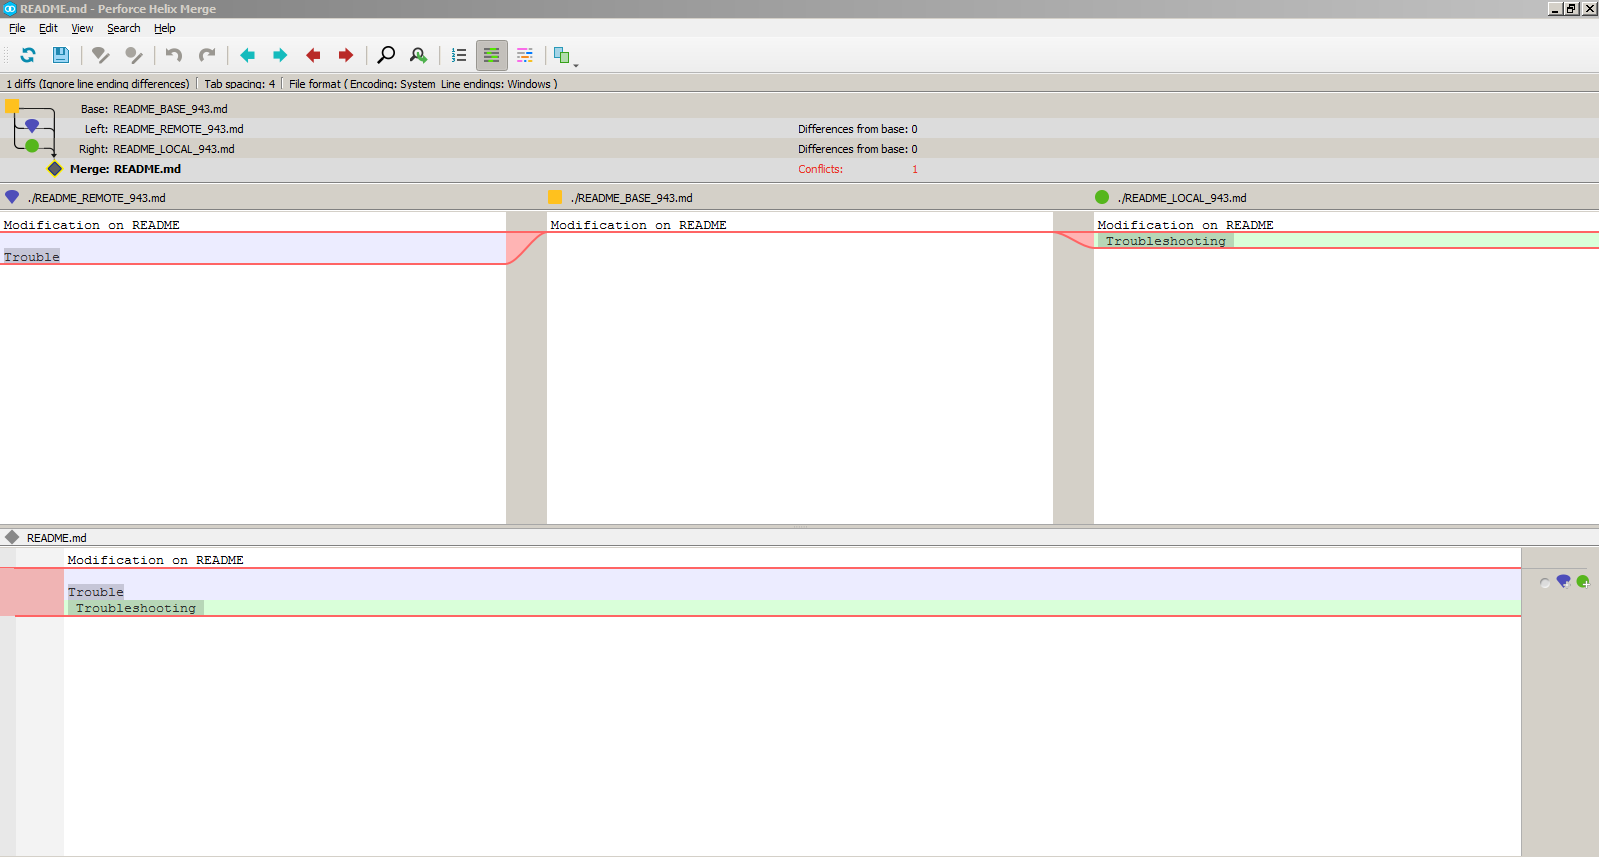 README.md - Perforce Helix Merge
File Edit View Search Help
1 diffs (Ignore line ending differences) Tab spacing: 4 File format ( Encoding: System Line endings: Windows )
Base: README_BASE_943.md
Left: README_REMOTE_943.md Differences from base: 0
Right: README_LOCAL_943.md Differences from base: 0
Merge: README.md Conflicts: 1
./README_REMOTE_943.md ./README_BASE_943.md ./README_LOCAL_943.md
Modification on README Modification on README Modification on README
Troubleshooting
Trouble
README.md
Modification on README
Trouble
Troubleshooting